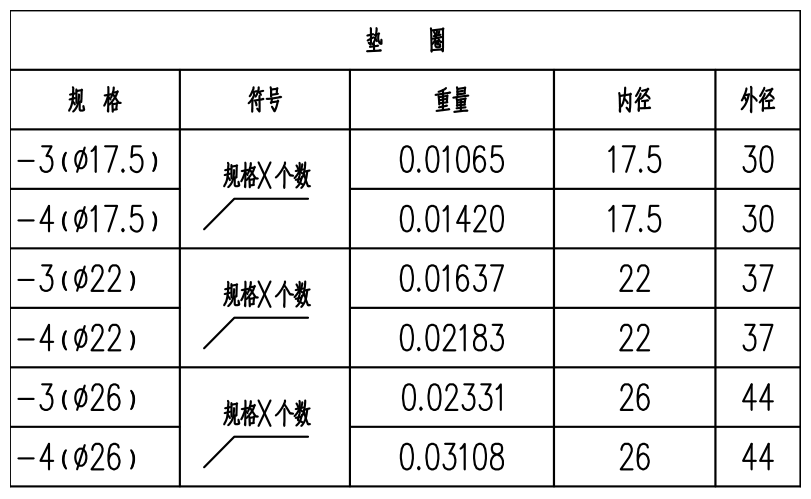 垫 圈
规 格 符号 重量 内径 外径
-3(Ø17.5) 规格X个数 0.01065 17.5 30
-4(Ø17.5) 0.01420 17.5 30
-3(Ø22) 规格X个数 0.01637 22 37
-4(Ø22) 0.02183 22 37
-3(Ø26) 规格X个数 0.02331 26 44
-4(Ø26) 0.03108 26 44